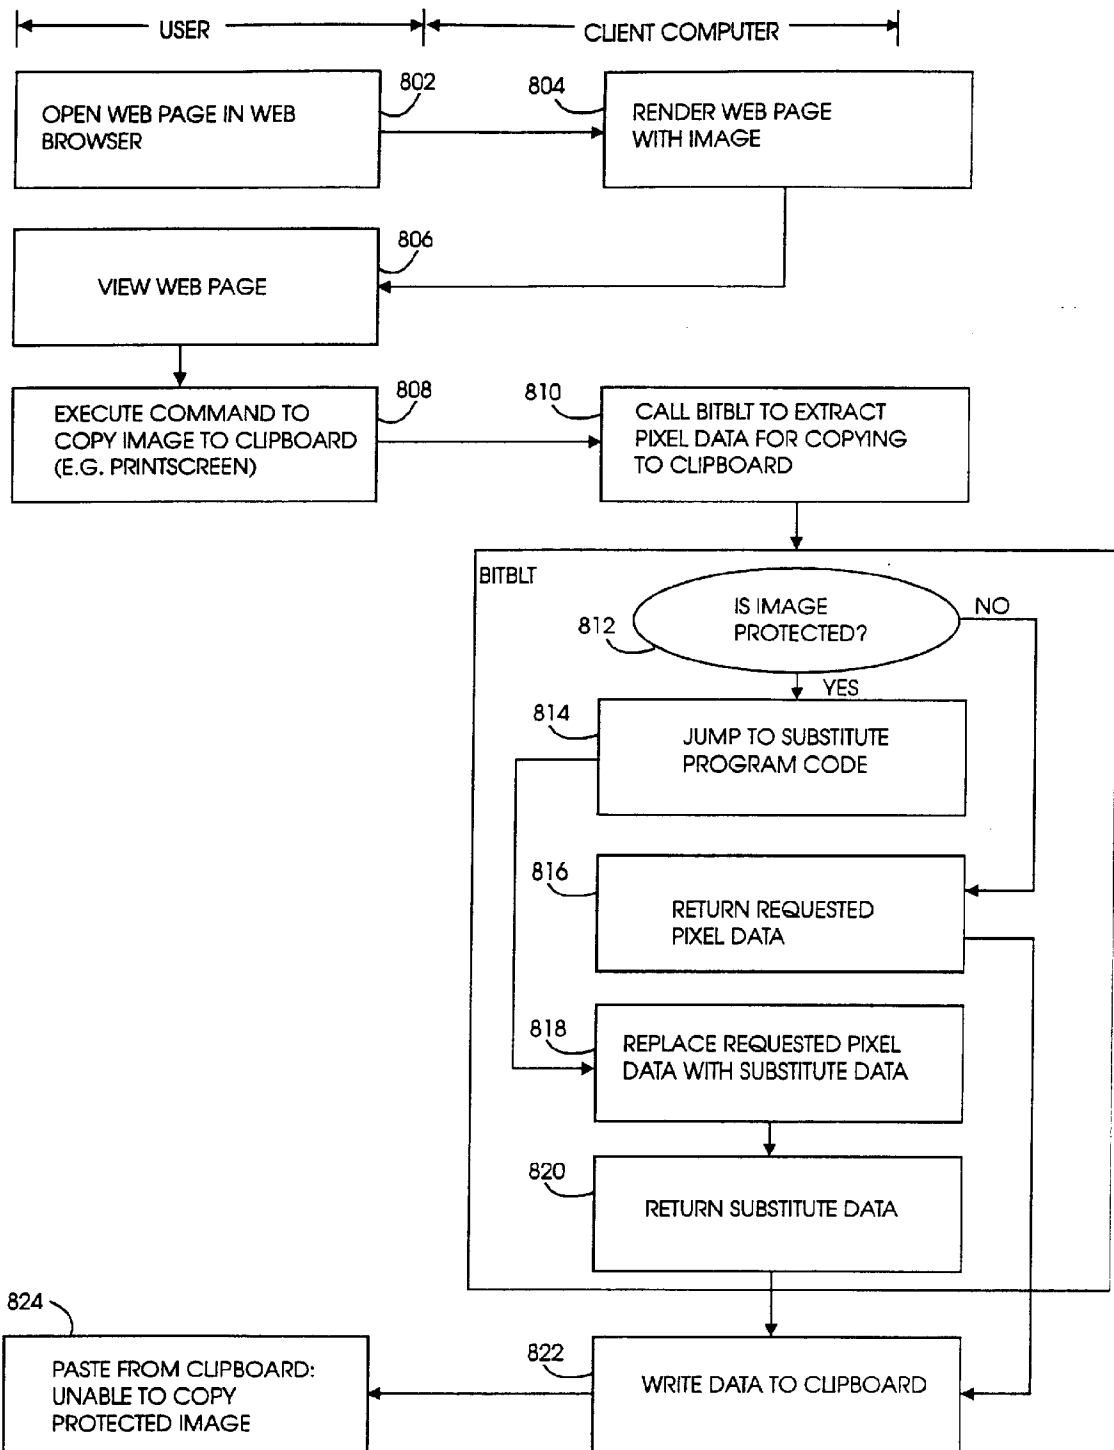 USER
CLIENT COMPUTER
802
OPEN WEB PAGE IN WEB
BROWSER
804
RENDER WEB PAGE
WITH IMAGE
806
VIEW WEB PAGE
808
EXECUTE COMMAND TO
COPY IMAGE TO CLIPBOARD
(E.G. PRINTSCREEN)
810
CALL BITBLT TO EXTRACT
PIXEL DATA FOR COPYING
TO CLIPBOARD
BITBLT
812
IS IMAGE
PROTECTED?
NO
YES
814
JUMP TO SUBSTITUTE
PROGRAM CODE
816
RETURN REQUESTED
PIXEL DATA
818
REPLACE REQUESTED PIXEL
DATA WITH SUBSTITUTE DATA
820
RETURN SUBSTITUTE DATA
822
WRITE DATA TO CLIPBOARD
824
PASTE FROM CLIPBOARD:
UNABLE TO COPY
PROTECTED IMAGE